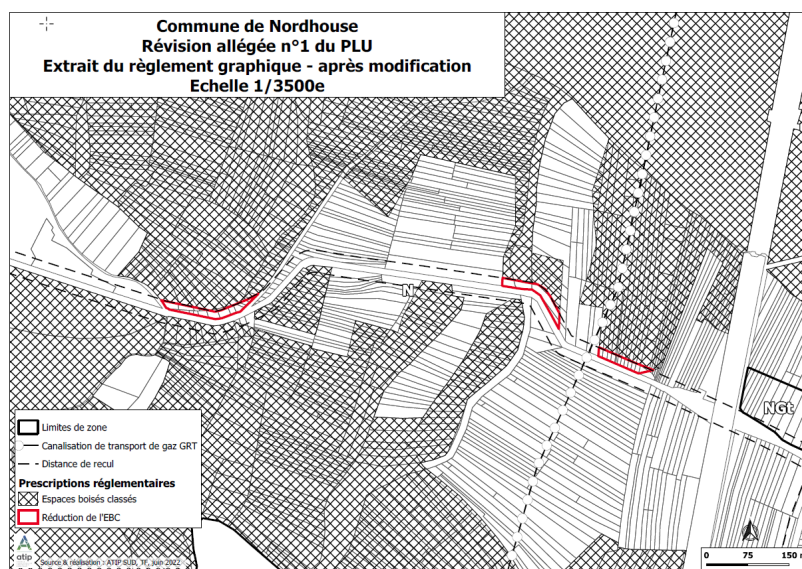 Commune de Nordhouse
Révision allégée n°1 du PLU
Extrait du règlement graphique - après modification
Echelle 1/3500e
N
NGt
Limites de zone
Canalisation de transport de gaz GRT
Distance de recul
Prescriptions réglementaires
Espaces boisés classés
Réduction de l'EBC
atip
Source & réalisation : ATIP SUD, TF, juin 2022
0 75 150 m